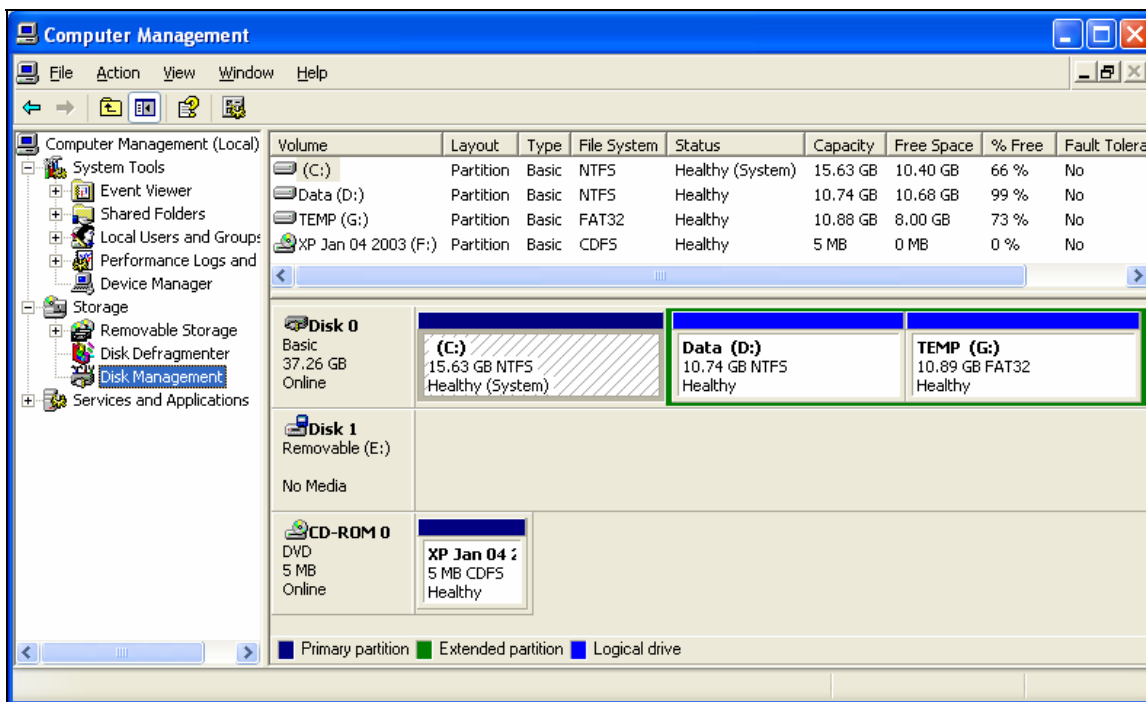 Computer Management
File Action View Window Help
Computer Management (Local)
System Tools
Event Viewer
Shared Folders
Local Users and Groups
Performance Logs and
Device Manager
Storage
Removable Storage
Disk Defragmenter
Disk Management
Services and Applications
Volume Layout Type File System Status Capacity Free Space % Free Fault Tolera
(C:) Partition Basic NTFS Healthy (System) 15.63 GB 10.40 GB 66 % No
Data (D:) Partition Basic NTFS Healthy 10.74 GB 10.68 GB 99 % No
TEMP (G:) Partition Basic FAT32 Healthy 10.88 GB 8.00 GB 73 % No
XP Jan 04 2003 (F:) Partition Basic CDFS Healthy 5 MB 0 MB 0 % No
Disk 0
Basic
37.26 GB
Online
(C:)
15.63 GB NTFS
Healthy (System)
Data (D:)
10.74 GB NTFS
Healthy
TEMP (G:)
10.89 GB FAT32
Healthy
Disk 1
Removable (E:)
No Media
CD-ROM 0
DVD
5 MB
Online
XP Jan 04 2
5 MB CDFS
Healthy
Primary partition Extended partition Logical drive